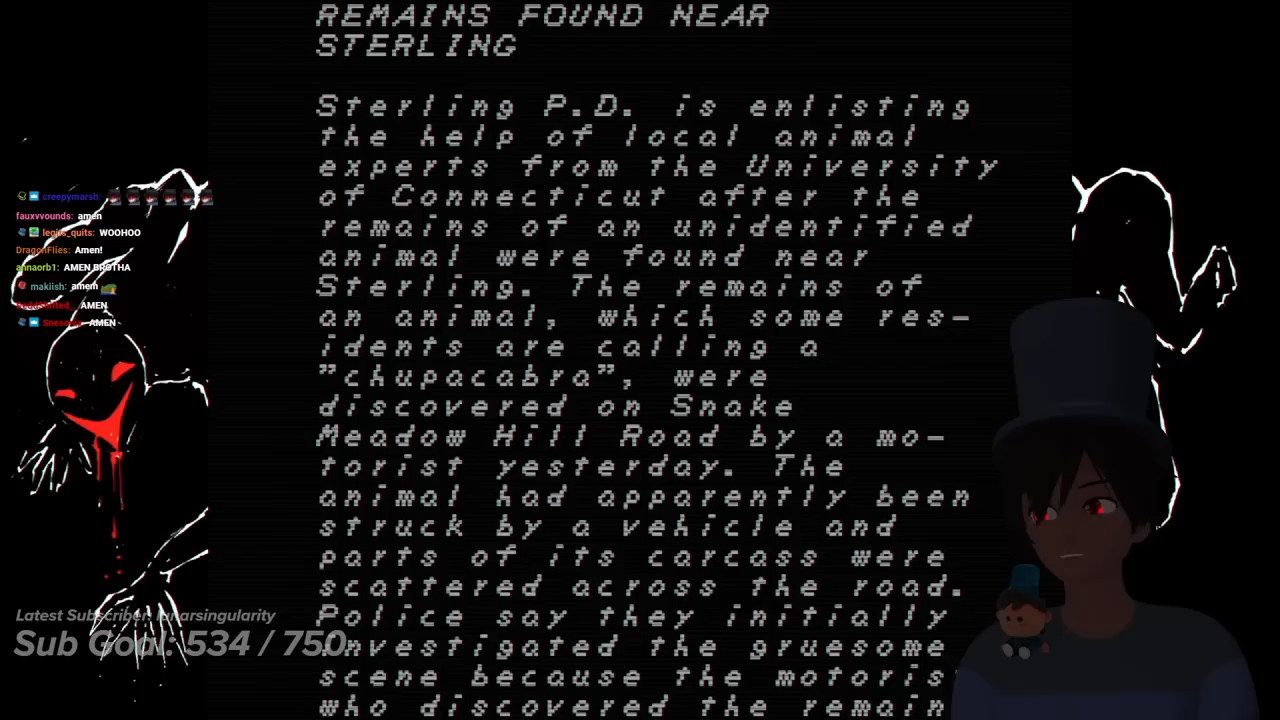 REMAINS FOUND NEAR
STERLING
Sterling P.D. is enlisting
the help of local animal
experts from the University
of Connecticut after the
remains of an unidentified
animal were found near
Sterling. The remains of
an animal, which some res-
idents are calling a
"chupacabra", were
discovered on Snake
Meadow Hill Road by a mo-
torist yesterday. The
animal had apparently been
struck by a vehicle and
parts of its carcass were
scattered across the road.
Police say they initially
investigated the gruesome
scene because the motoris
who discovered the remain
creepymarsh:
fauxvvounds: amen
legitis_quits: WOOHOO
DragonFlies: Amen!
annaorb1: AMEN BROTHA
makiish: amem
AMEN
AMEN
Latest Subscriber: lunarsingularity
Sub Goal: 534 / 750